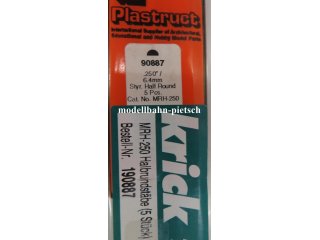 Plastruct
International Supplier of Architectural,
Educational and Hobby Model Parts
90887
.250"/
6.4mm
Styr. Half Round
5 Pcs.
Cat. No. MRH-250
modellbahn-pietsch
krick
MRH-250 Halbrundstäbe (5 Stück)
Bestell-Nr. 190887